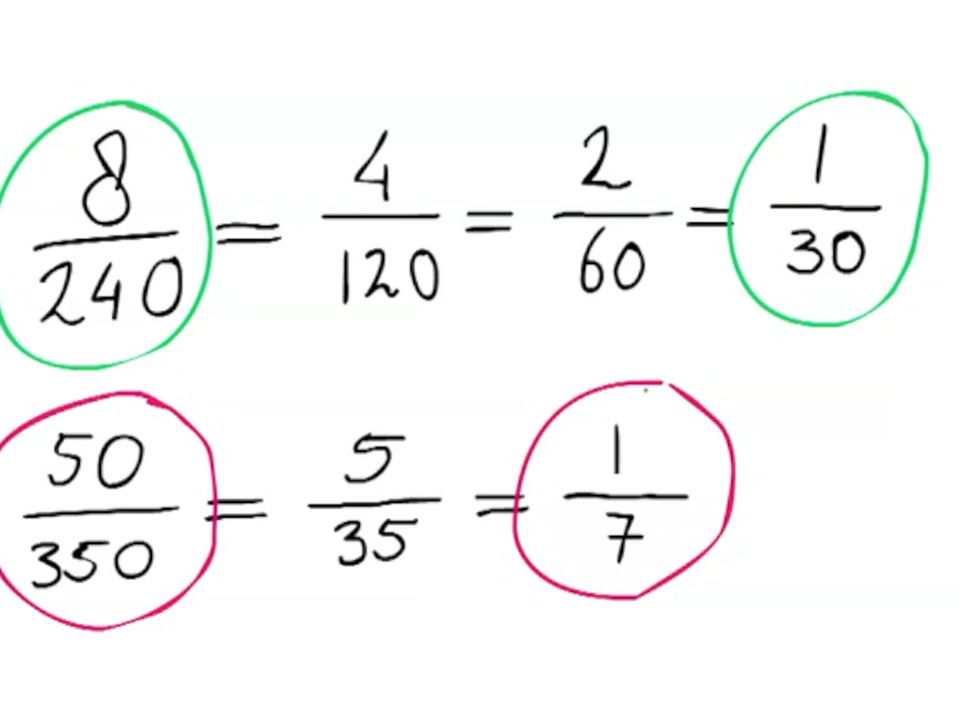 8/240 = 4/120 = 2/60 = 1/30
50/350 = 5/35 = 1/7